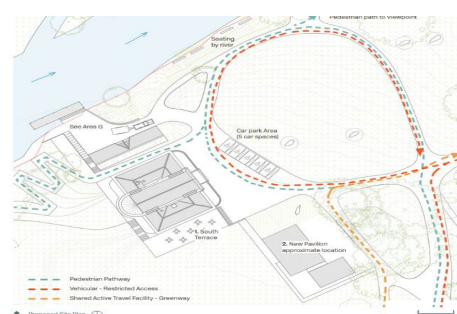 Pedestrian path to viewpoint
Seating
by river
See Area G
Car park Area
(5 car spaces)
1. South
Terrace
2. New Pavilion
approximate location
Pedestrian Pathway
Vehicular - Restricted Access
Shared Active Travel Facility - Greenway
Proposed Site Plan